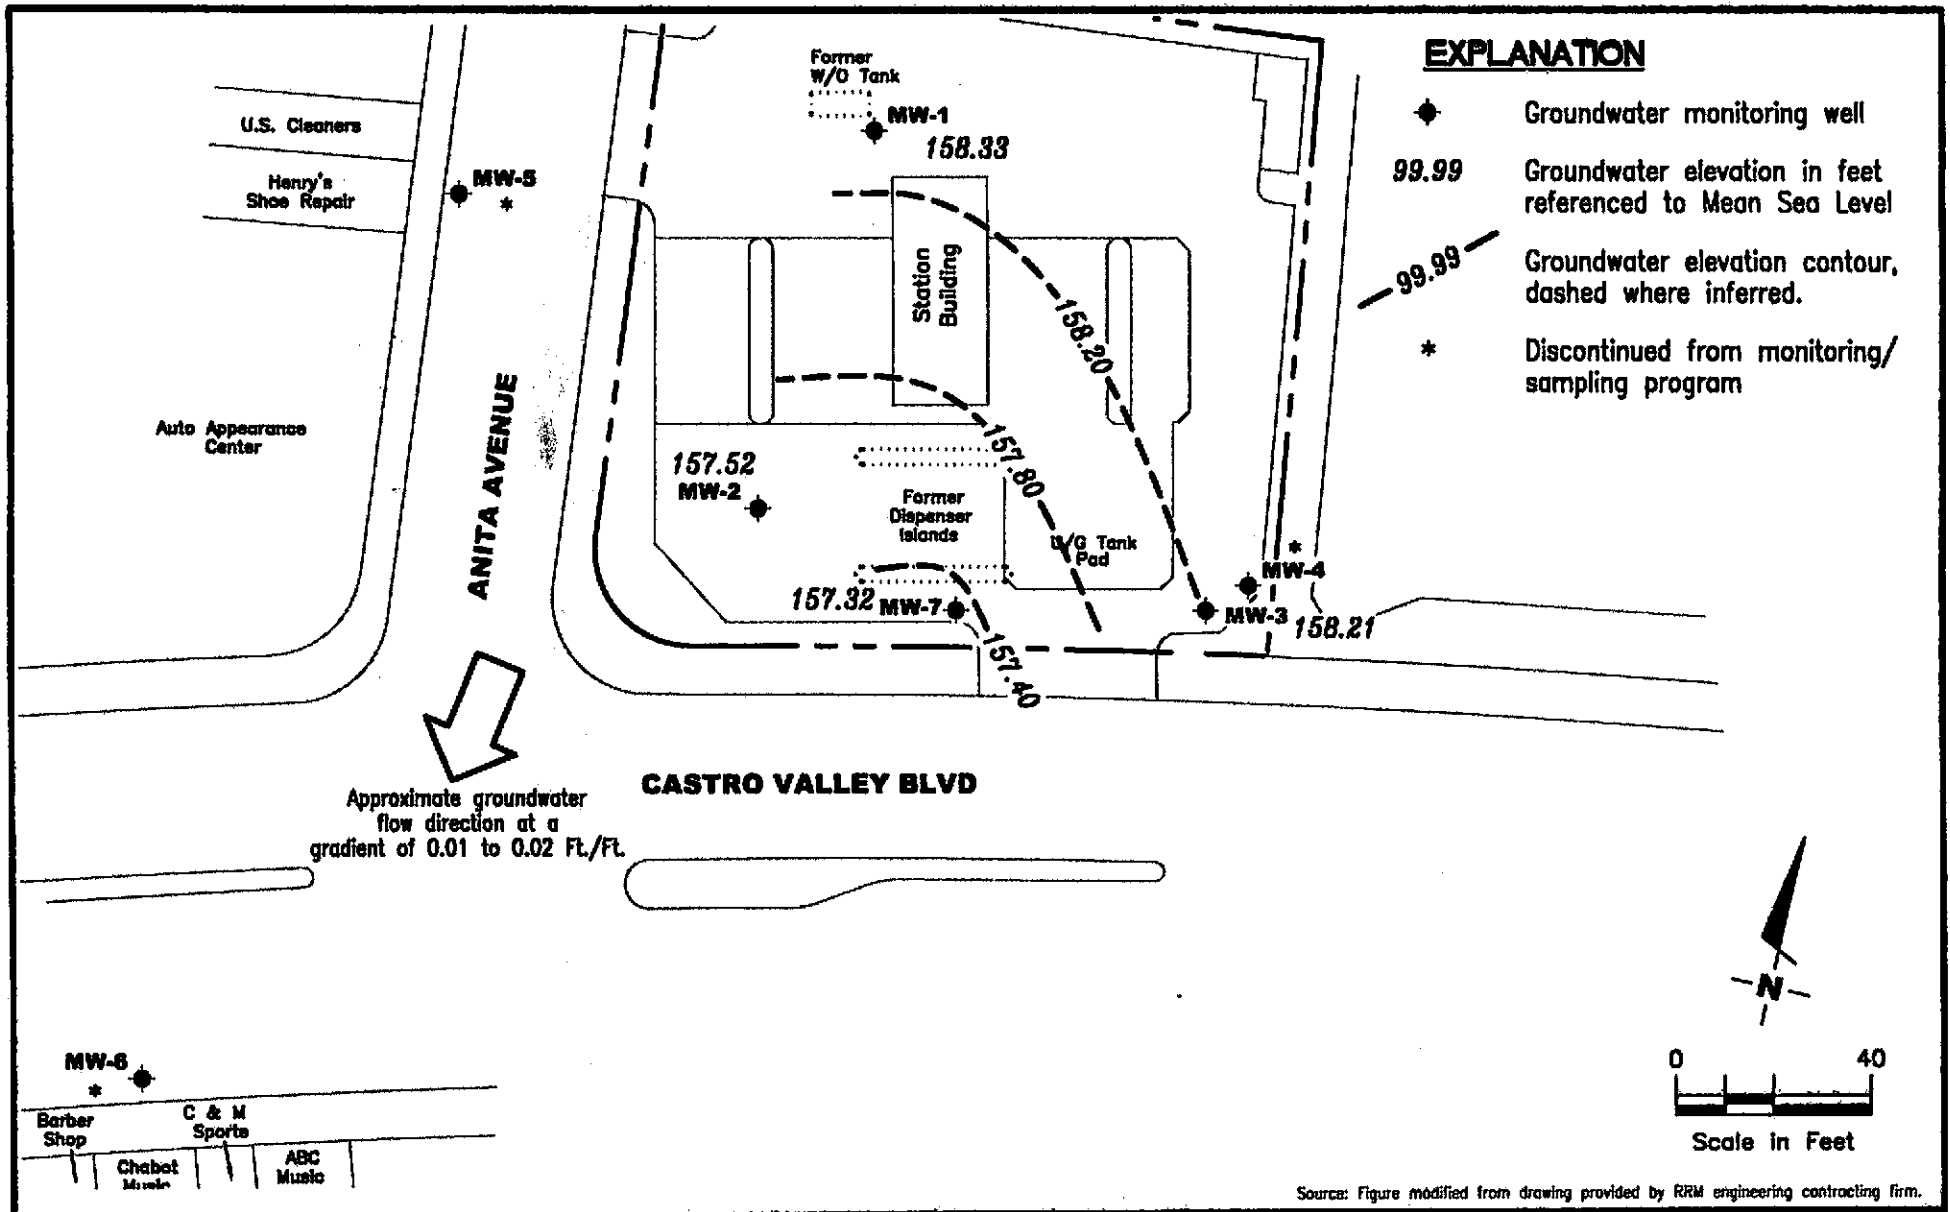 EXPLANATION
Groundwater monitoring well
99.99
Groundwater elevation in feet
referenced to Mean Sea Level
99.99
Groundwater elevation contour,
dashed where inferred.
*
Discontinued from monitoring/
sampling program
Former
W/O Tank
MW-1
158.33
U.S. Cleaners
Henry's
Shoe Repair
MW-5
*
Station
Building
158.20
Auto Appearance
Center
ANITA AVENUE
157.52
MW-2
157.80
Former
Dispenser
Islands
U/G Tank
Pad
*
MW-4
157.32
MW-7
MW-3
158.21
157.40
Approximate groundwater
flow direction at a
gradient of 0.01 to 0.02 Ft./Ft.
CASTRO VALLEY BLVD
N
MW-6
*
Barber
Shop
C & M
Sports
Chabot
Music
ABC
Music
0 40
Scale in Feet
Source: Figure modified from drawing provided by RRM engineering contracting firm.